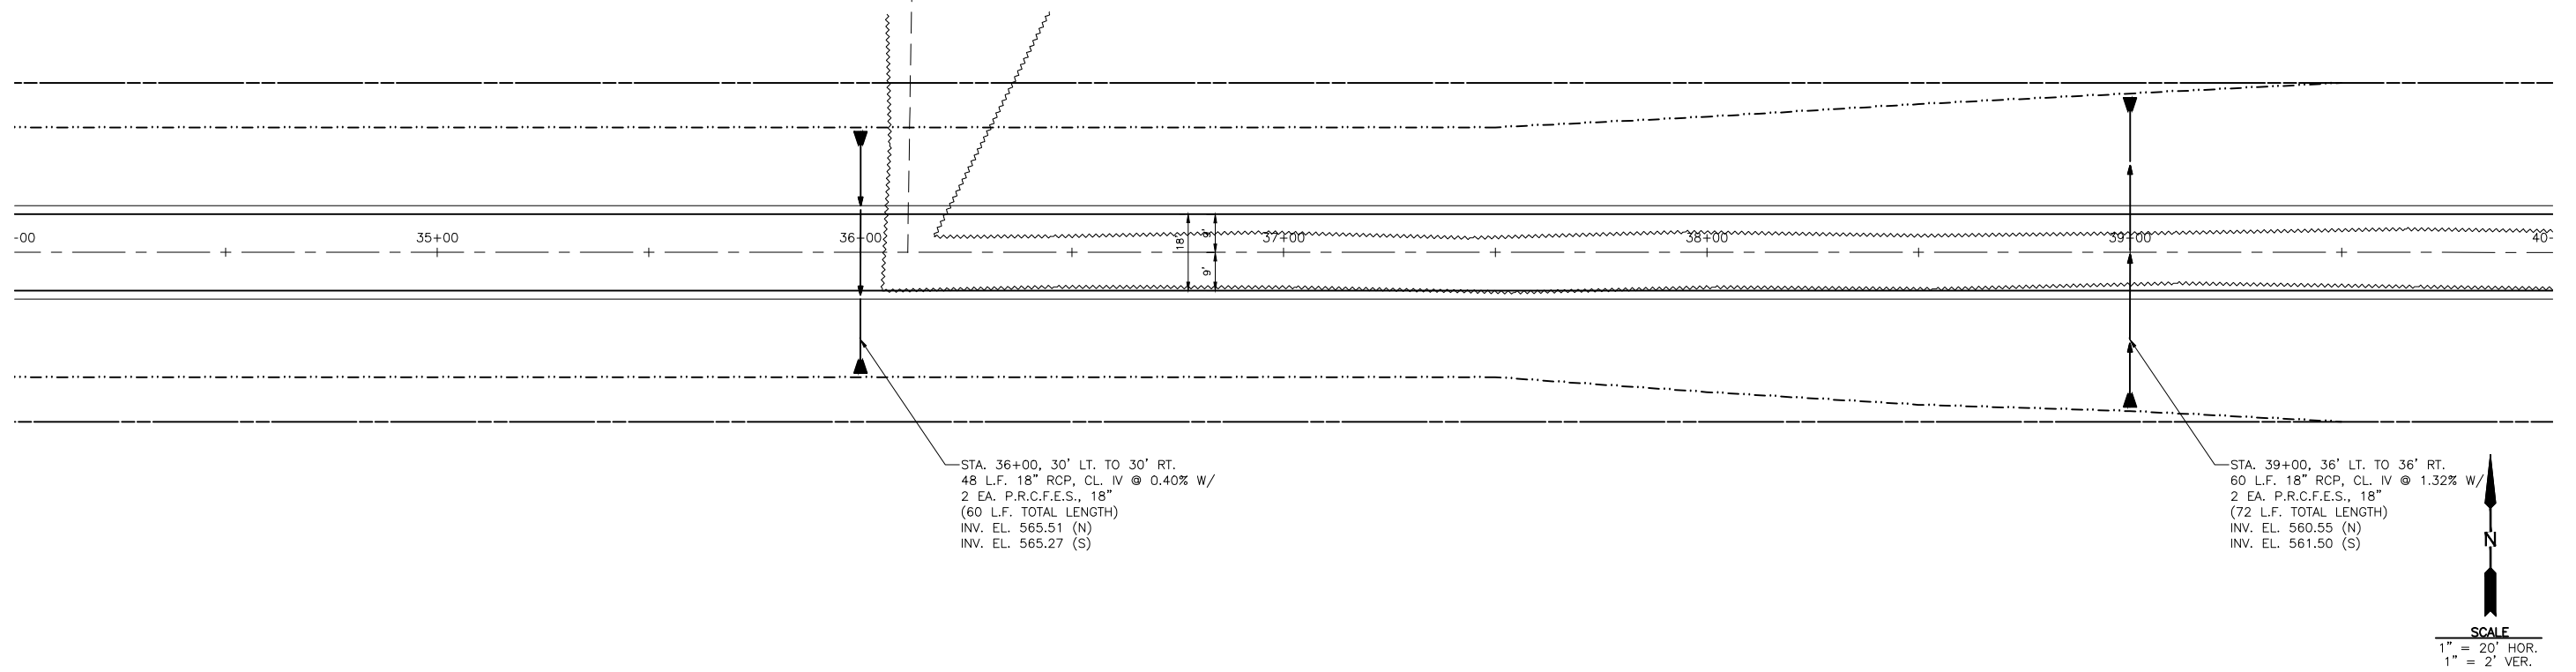 -00
35+00
36+00
37+00
38+00
39+00
40-
18'
9'
9'
STA. 36+00, 30' LT. TO 30' RT.
48 L.F. 18" RCP, CL. IV @ 0.40% W/
2 EA. P.R.C.F.E.S., 18"
(60 L.F. TOTAL LENGTH)
INV. EL. 565.51 (N)
INV. EL. 565.27 (S)
STA. 39+00, 36' LT. TO 36' RT.
60 L.F. 18" RCP, CL. IV @ 1.32% W/
2 EA. P.R.C.F.E.S., 18"
(72 L.F. TOTAL LENGTH)
INV. EL. 560.55 (N)
INV. EL. 561.50 (S)
N
SCALE
1" = 20' HOR.
1" = 2' VER.